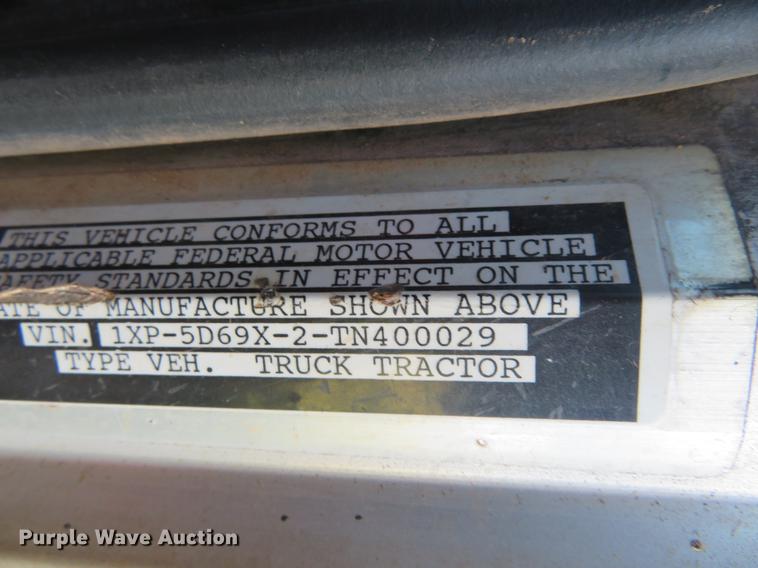 THIS VEHICLE CONFORMS TO ALL
APPLICABLE FEDERAL MOTOR VEHICLE
SAFETY STANDARDS IN EFFECT ON THE
OF MANUFACTURE SHOWN ABOVE
VIN. 1XP-5D69X-2-TN400029
TYPE VEH. TRUCK TRACTOR
Purple Wave Auction